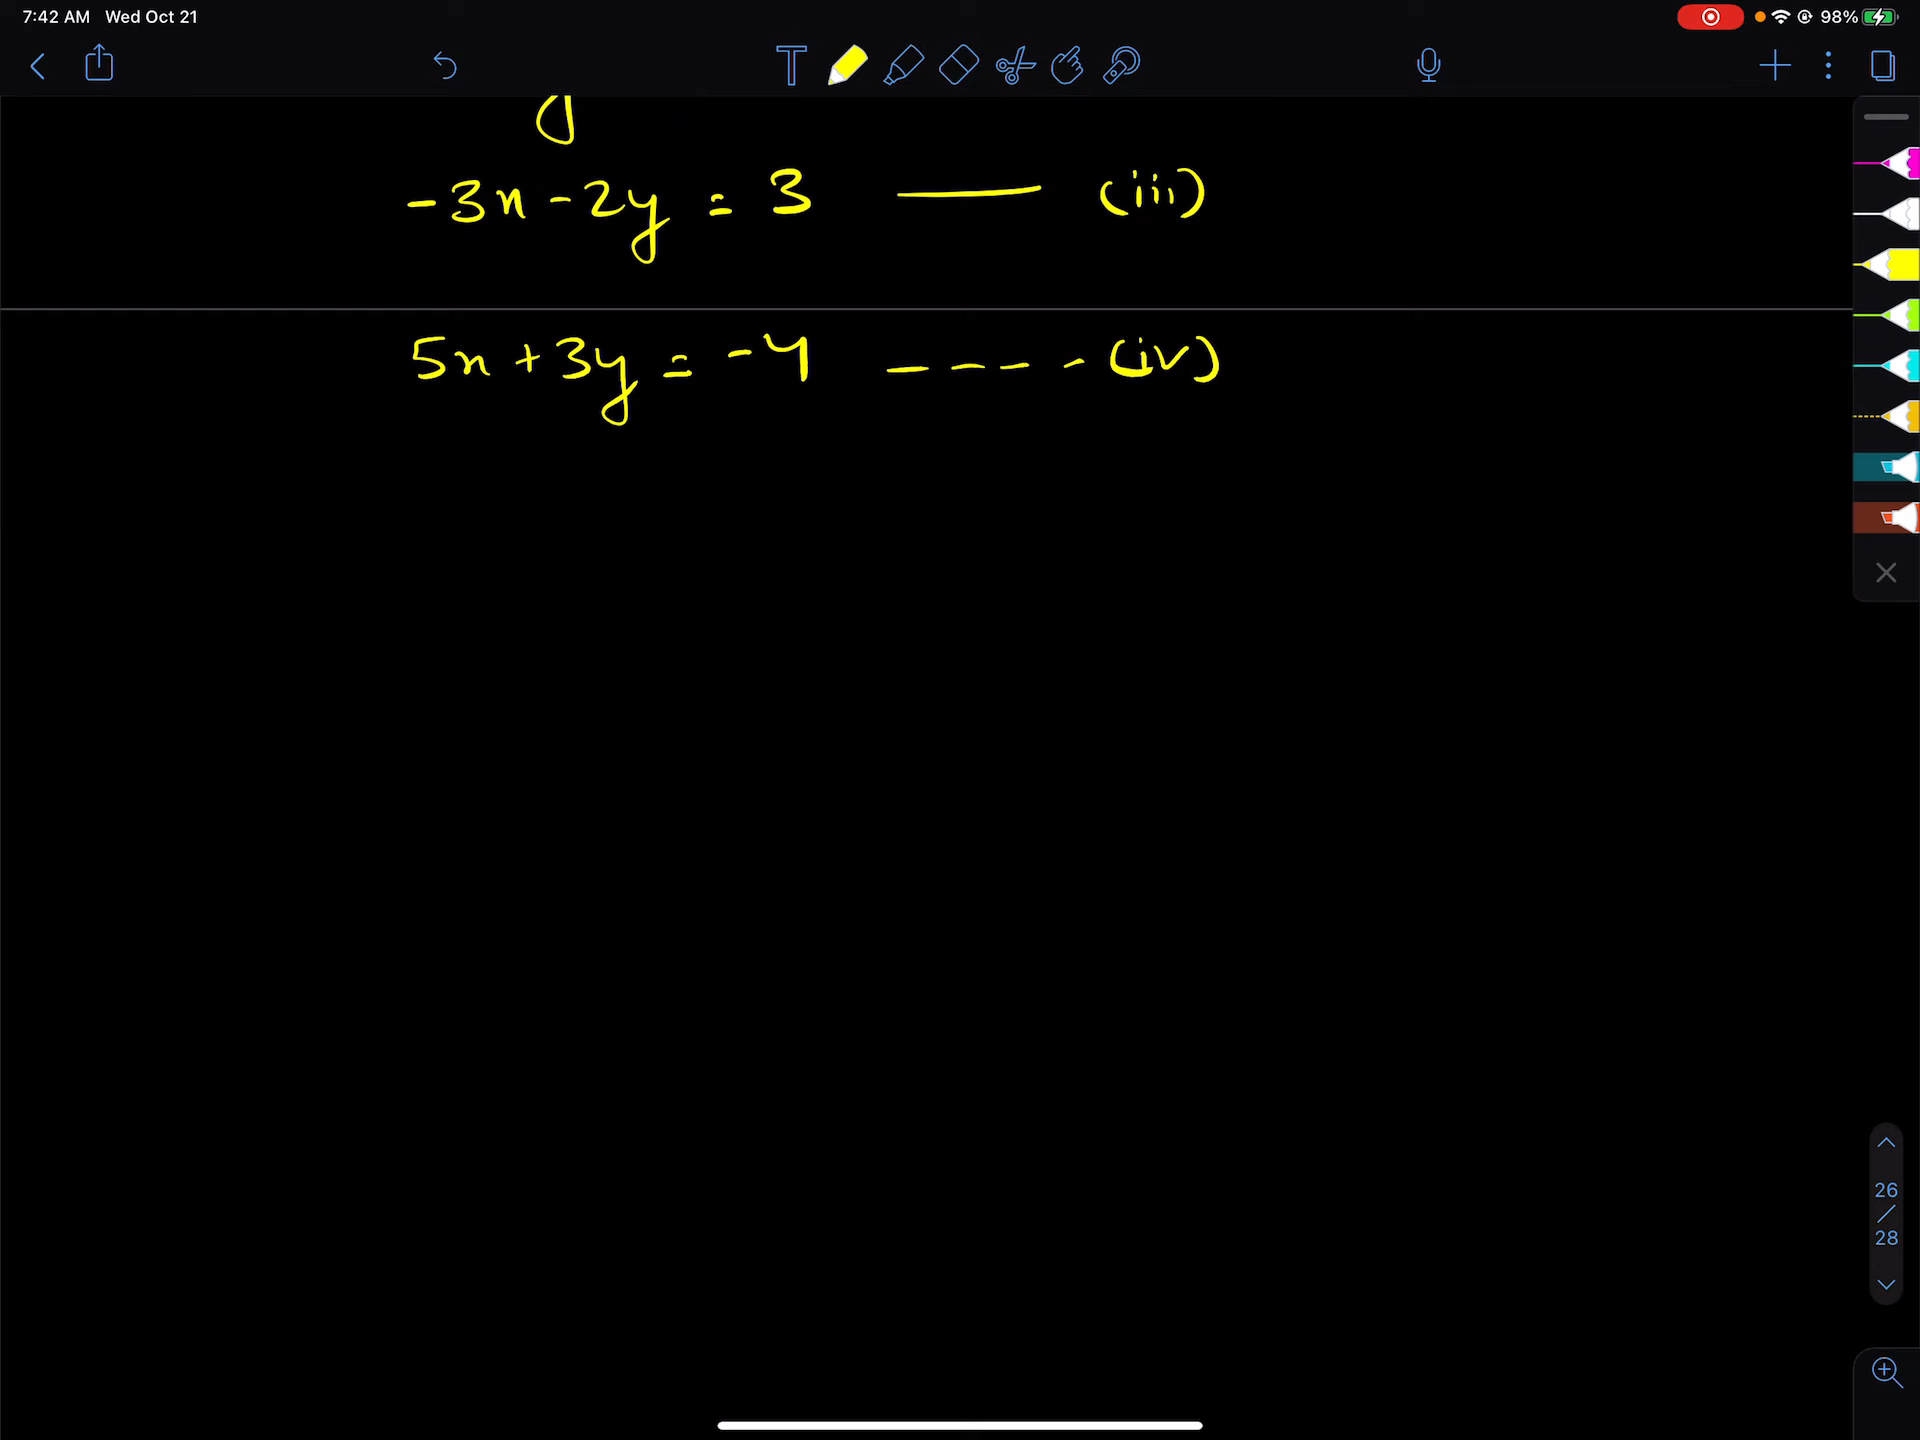 7:42 AM Wed Oct 21
98%
T
-3x - 2y = 3 —— (iii)
5x + 3y = -4 ---- (iv)
26
/
28